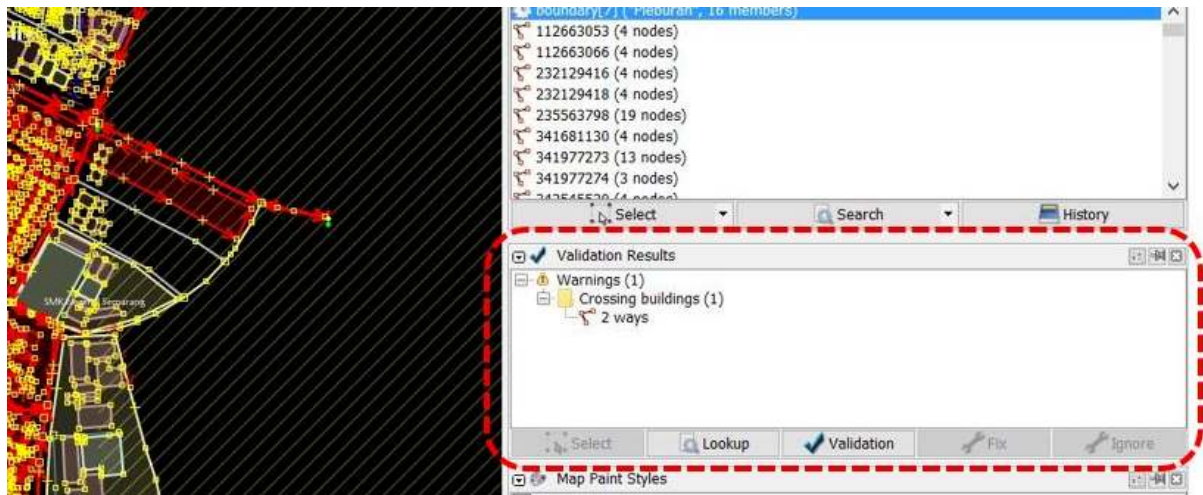 boundary[7] ("Pleburan", 16 members)
112663053 (4 nodes)
112663066 (4 nodes)
232129416 (4 nodes)
232129418 (4 nodes)
235563798 (19 nodes)
341681130 (4 nodes)
341977273 (13 nodes)
341977274 (3 nodes)
Select
Search
History
Validation Results
Warnings (1)
Crossing buildings (1)
2 ways
SMK
Semarang
Select
Lookup
Validation
Fix
Ignore
Map Paint Styles